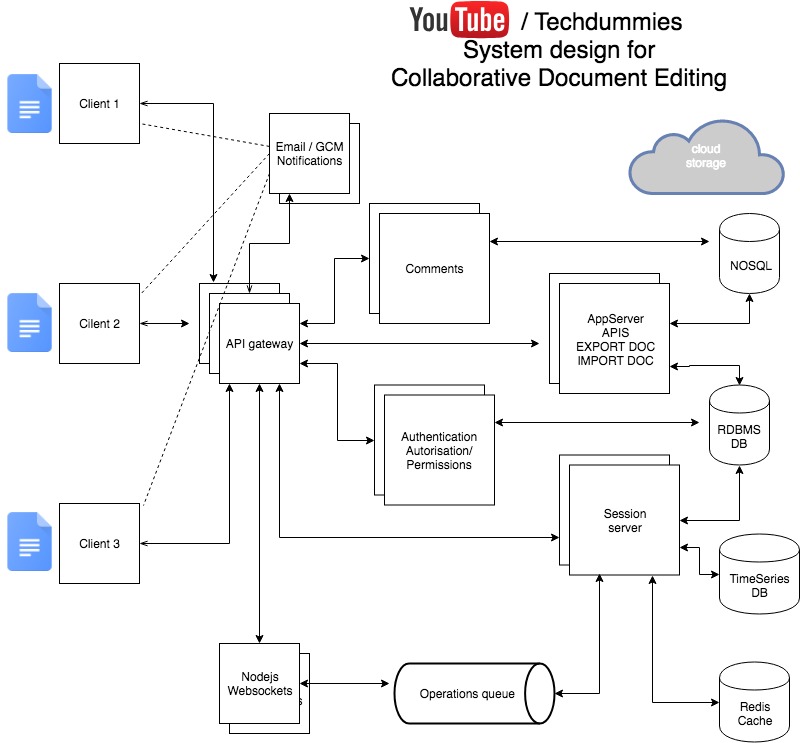 YouTube / Techdummies
System design for
Collaborative Document Editing
cloud
storage
Client 1
Email / GCM
Notifications
Comments
NOSQL
Cilent 2
API gateway
AppServer
APIS
EXPORT DOC
IMPORT DOC
RDBMS
DB
Authentication
Autorisation/
Permissions
Session
server
Client 3
TimeSeries
DB
Nodejs
Websockets
s
Operations queue
Redis
Cache